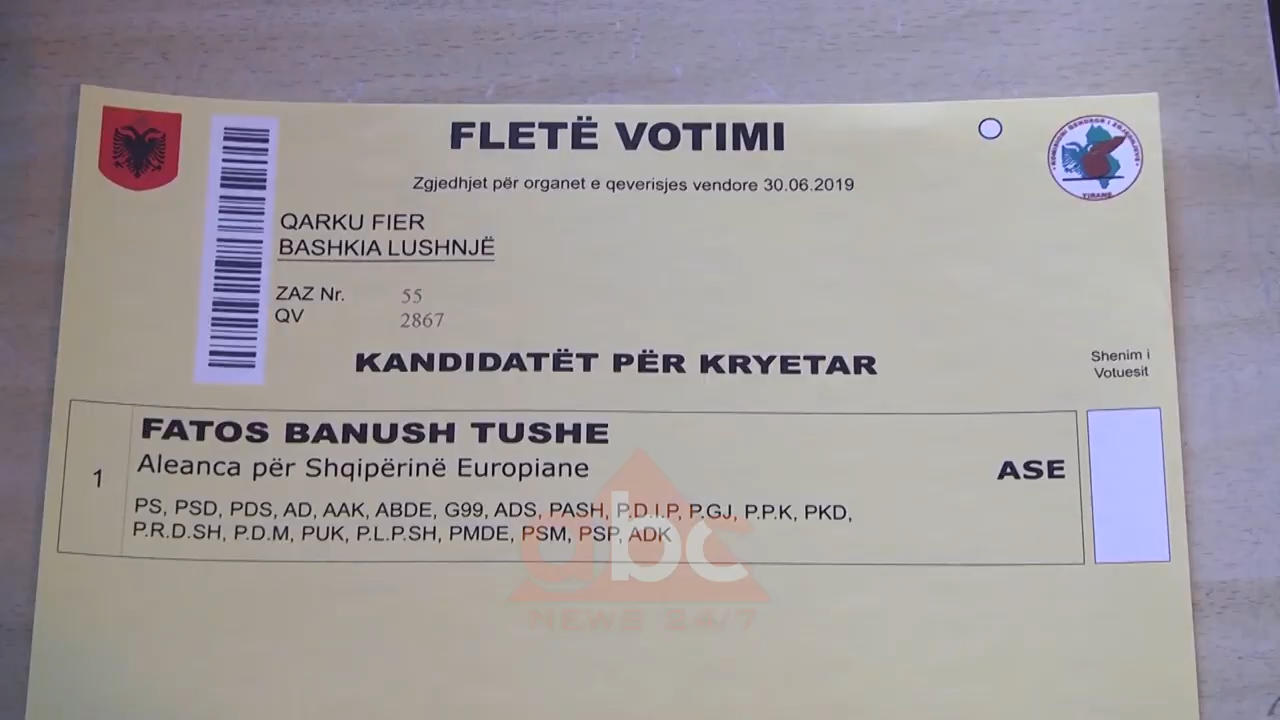 FLETË VOTIMI
Zgjedhjet për organet e qeverisjes vendore 30.06.2019
QARKU FIER
BASHKIA LUSHNJË
ZAZ Nr. 55
QV 2867
KANDIDATËT PËR KRYETAR
Shenim i
Votuesit
1
FATOS BANUSH TUSHE
Aleanca për Shqipërinë Europiane
ASE
PS, PSD, PDS, AD, AAK, ABDE, G99, ADS, PASH, P.D.I.P, P.GJ, P.P.K, PKD,
P.R.D.SH, P.D.M, PUK, P.L.P.SH, PMDE, PSM, PSP, ADK
abc
NEWS 24/7
TIRANE